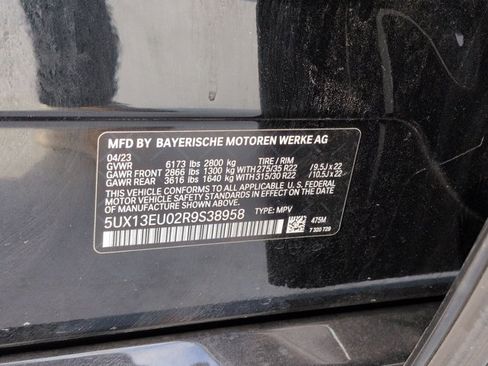 MFD BY BAYERISCHE MOTOREN WERKE AG
04/23
GVWR 6173 lbs 2800 kg TIRE / RIM
GAWR FRONT 2866 lbs 1300 kg WITH 275/35 R22 / 9.5J x 22
GAWR REAR 3616 lbs 1640 kg WITH 315/30 R22 / 10.5J x 22
THIS VEHICLE CONFORMS TO ALL APPLICABLE FEDERAL
MOTOR VEHICLE SAFETY STANDARDS IN EFFECT ON THE
DATE OF MANUFACTURE SHOWN ABOVE.
5UX13EU02R9S38958 TYPE: MPV 475M
7 320 729